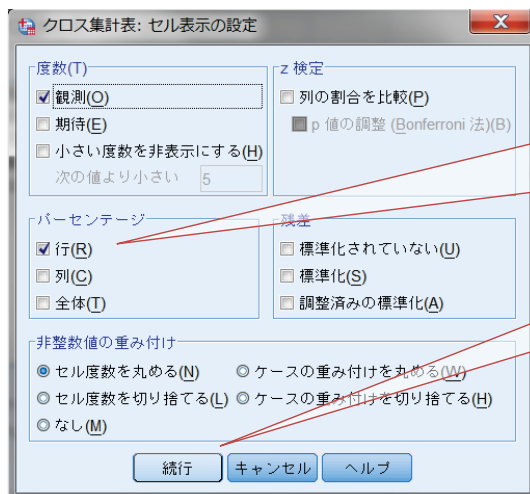 クロス集計表: セル表示の設定
度数(T)
観測(O)
期待(E)
小さい度数を非表示にする(H)
次の値より小さい 5
z 検定
列の割合を比較(P)
p 値の調整 (Bonferroni 法)(B)
パーセンテージ
行(R)
列(C)
全体(T)
残差
標準化されていない(U)
標準化(S)
調整済みの標準化(A)
非整数値の重み付け
セル度数を丸める(N) ケースの重み付けを丸める(W)
セル度数を切り捨てる(L) ケースの重み付けを切り捨てる(H)
なし(M)
続行 キャンセル ヘルプ